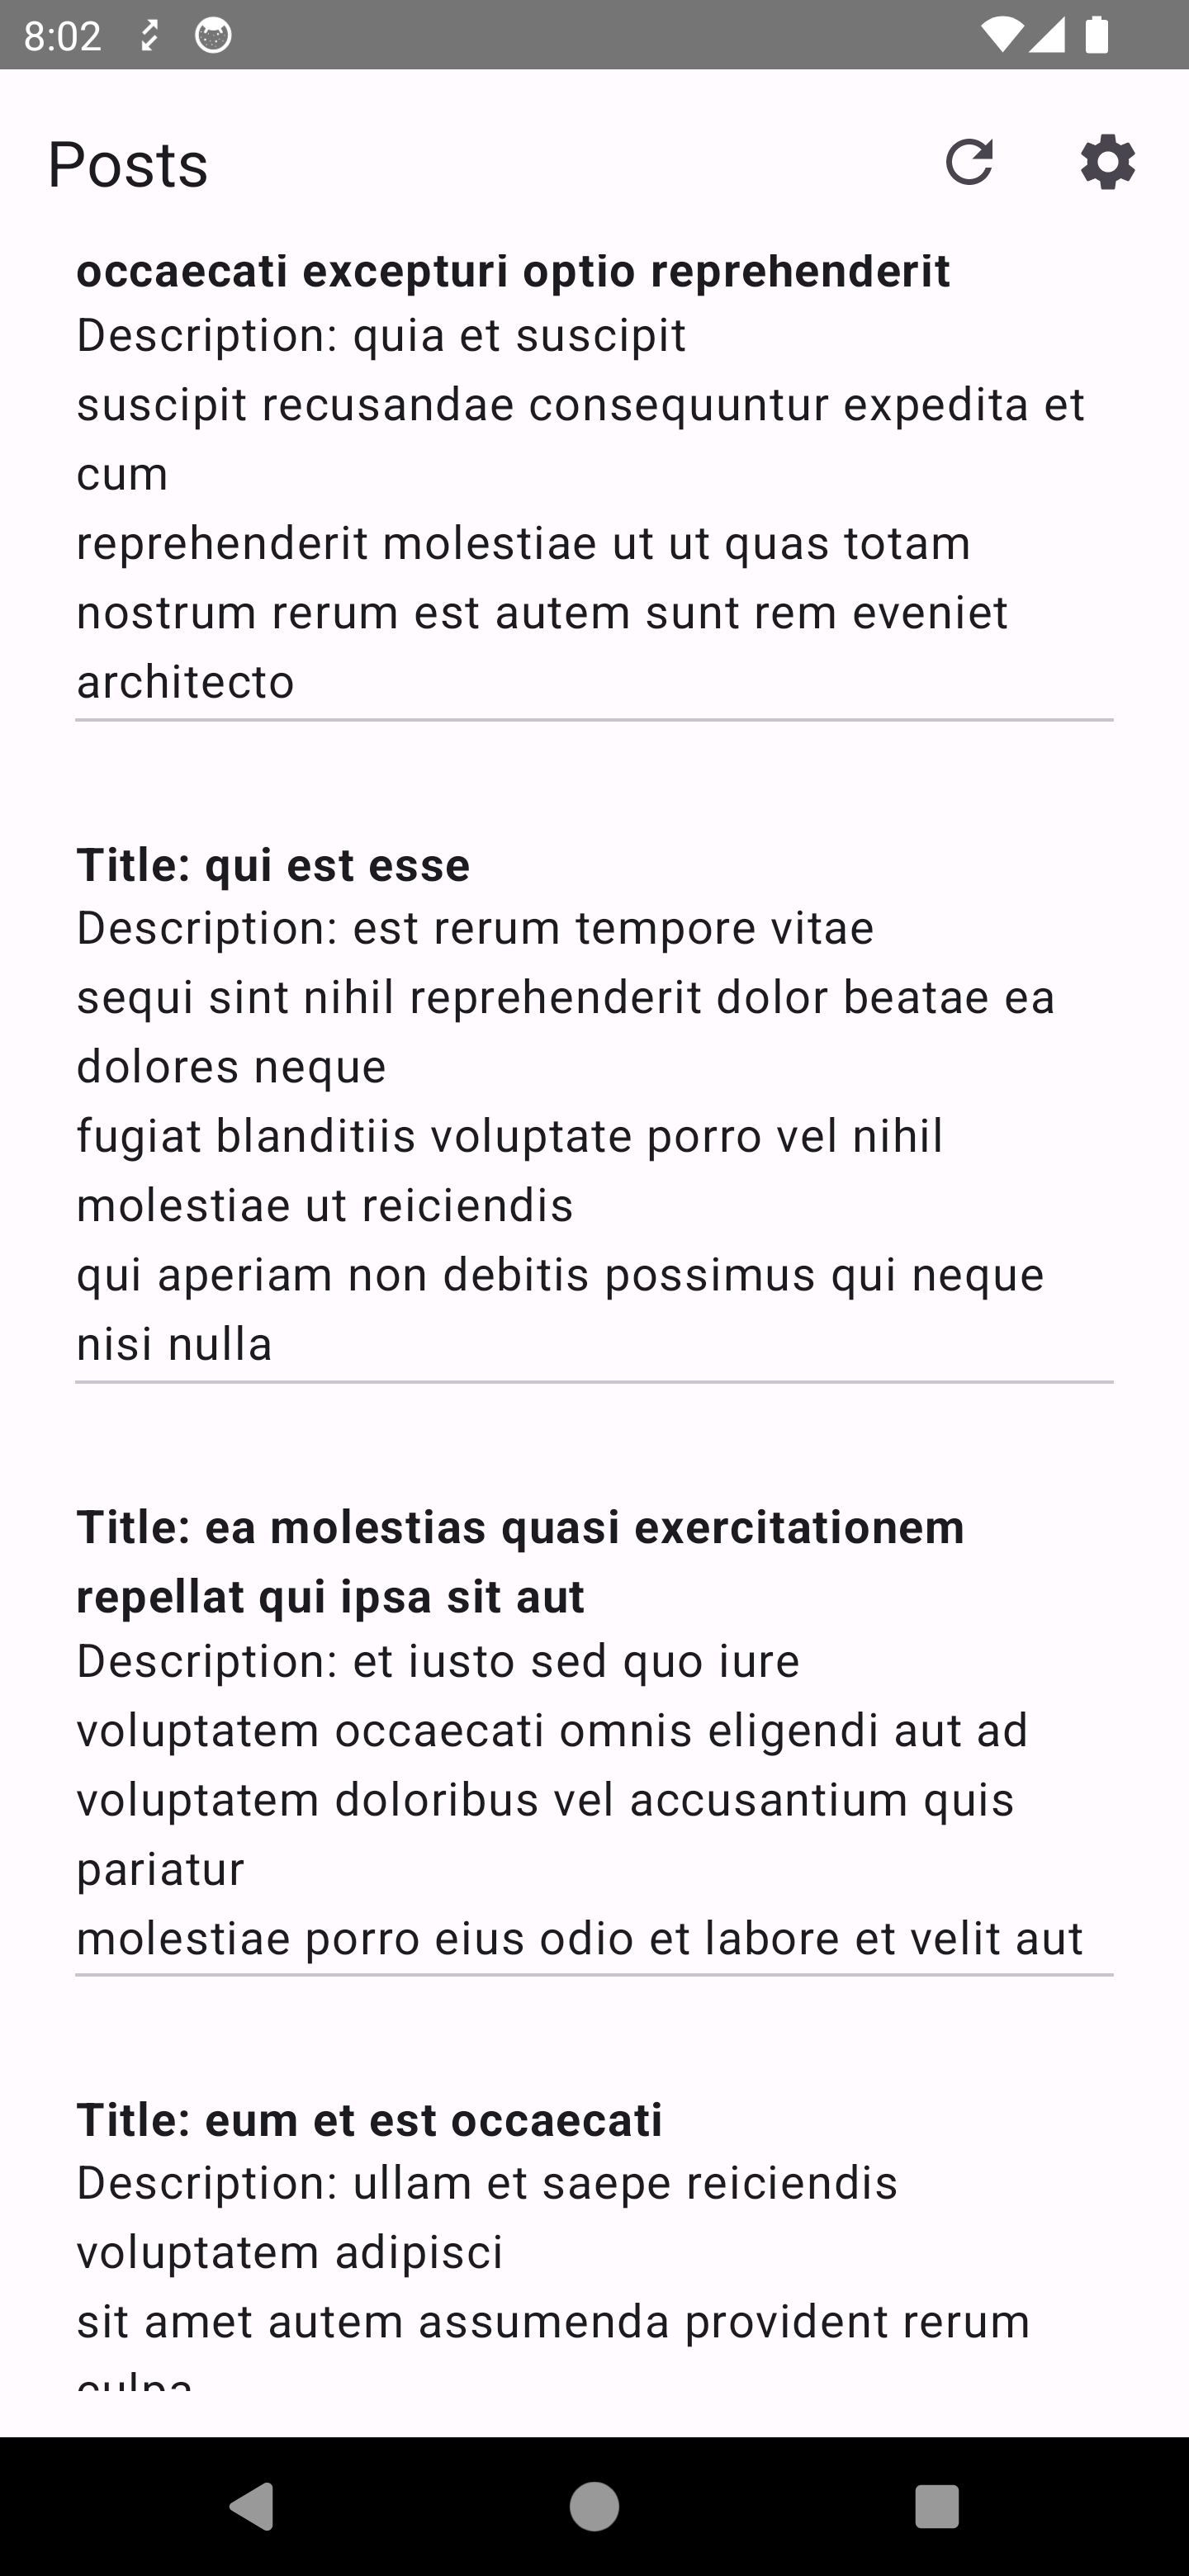 8:02
Posts
occaecati excepturi optio reprehenderit
Description: quia et suscipit
suscipit recusandae consequuntur expedita et
cum
reprehenderit molestiae ut ut quas totam
nostrum rerum est autem sunt rem eveniet
architecto
Title: qui est esse
Description: est rerum tempore vitae
sequi sint nihil reprehenderit dolor beatae ea
dolores neque
fugiat blanditiis voluptate porro vel nihil
molestiae ut reiciendis
qui aperiam non debitis possimus qui neque
nisi nulla
Title: ea molestias quasi exercitationem
repellat qui ipsa sit aut
Description: et iusto sed quo iure
voluptatem occaecati omnis eligendi aut ad
voluptatem doloribus vel accusantium quis
pariatur
molestiae porro eius odio et labore et velit aut
Title: eum et est occaecati
Description: ullam et saepe reiciendis
voluptatem adipisci
sit amet autem assumenda provident rerum
culpa